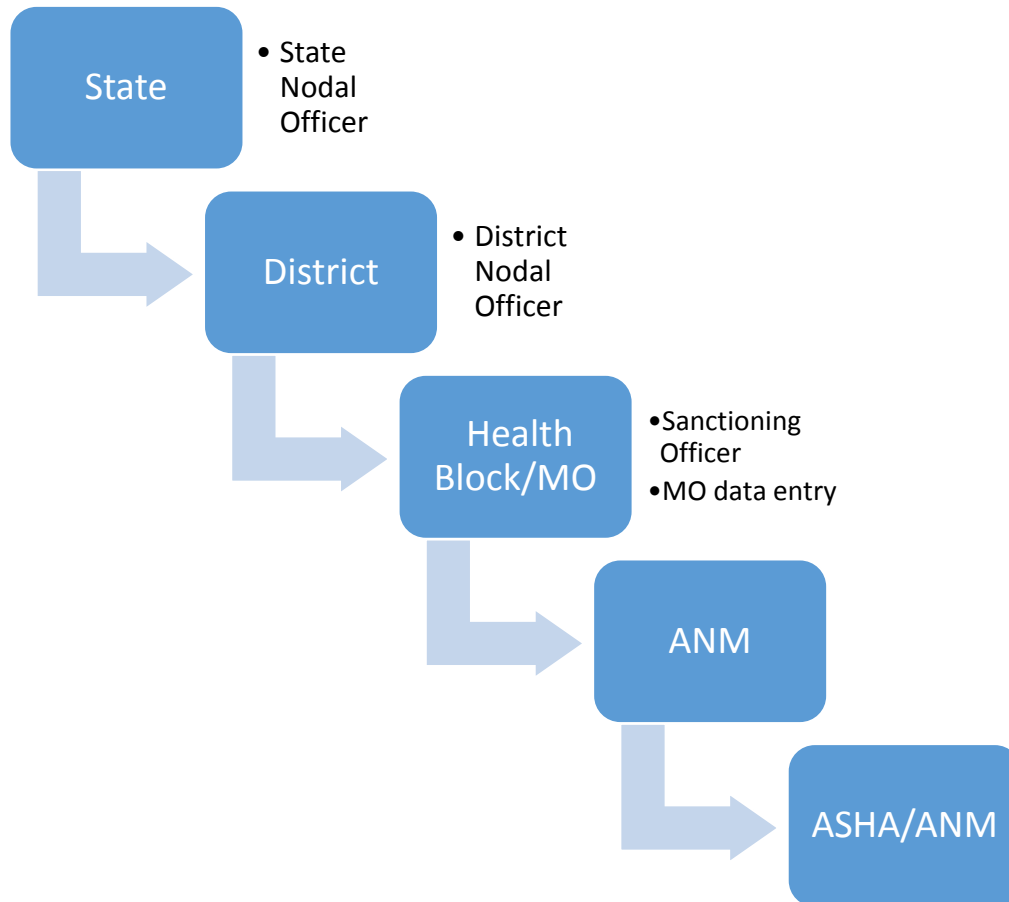 State
• State
Nodal
Officer
District
• District
Nodal
Officer
Health
Block/MO
•Sanctioning
Officer
•MO data entry
ANM
ASHA/ANM